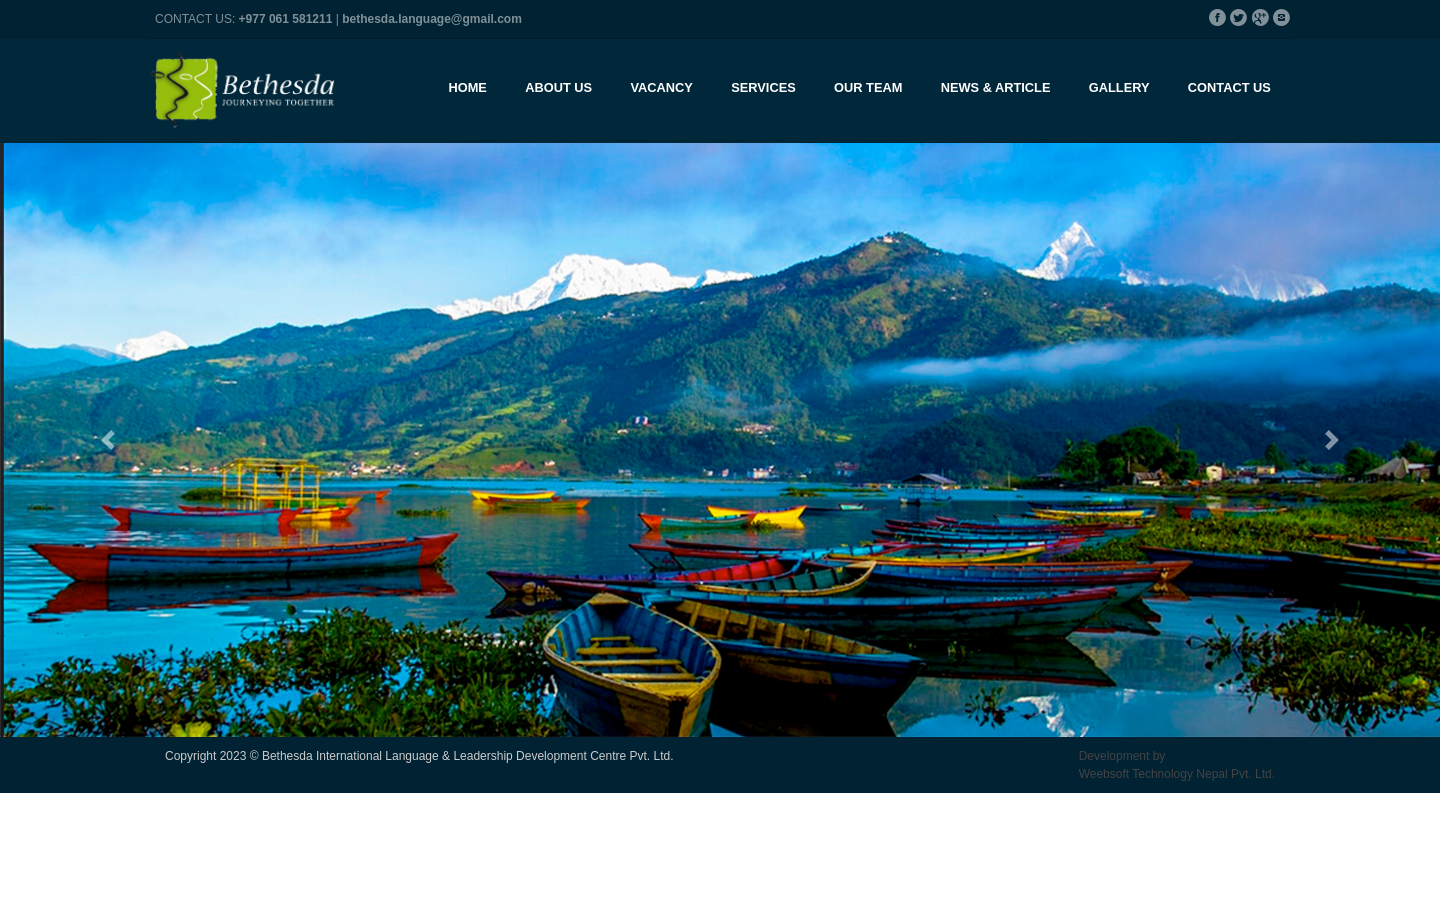 CONTACT US: +977 061 581211 | bethesda.language@gmail.com
Bethesda
JOURNEYING TOGETHER
HOME ABOUT US VACANCY SERVICES OUR TEAM NEWS & ARTICLE GALLERY CONTACT US
Copyright 2023 © Bethesda International Language & Leadership Development Centre Pvt. Ltd.
Development by
Weebsoft Technology Nepal Pvt. Ltd.